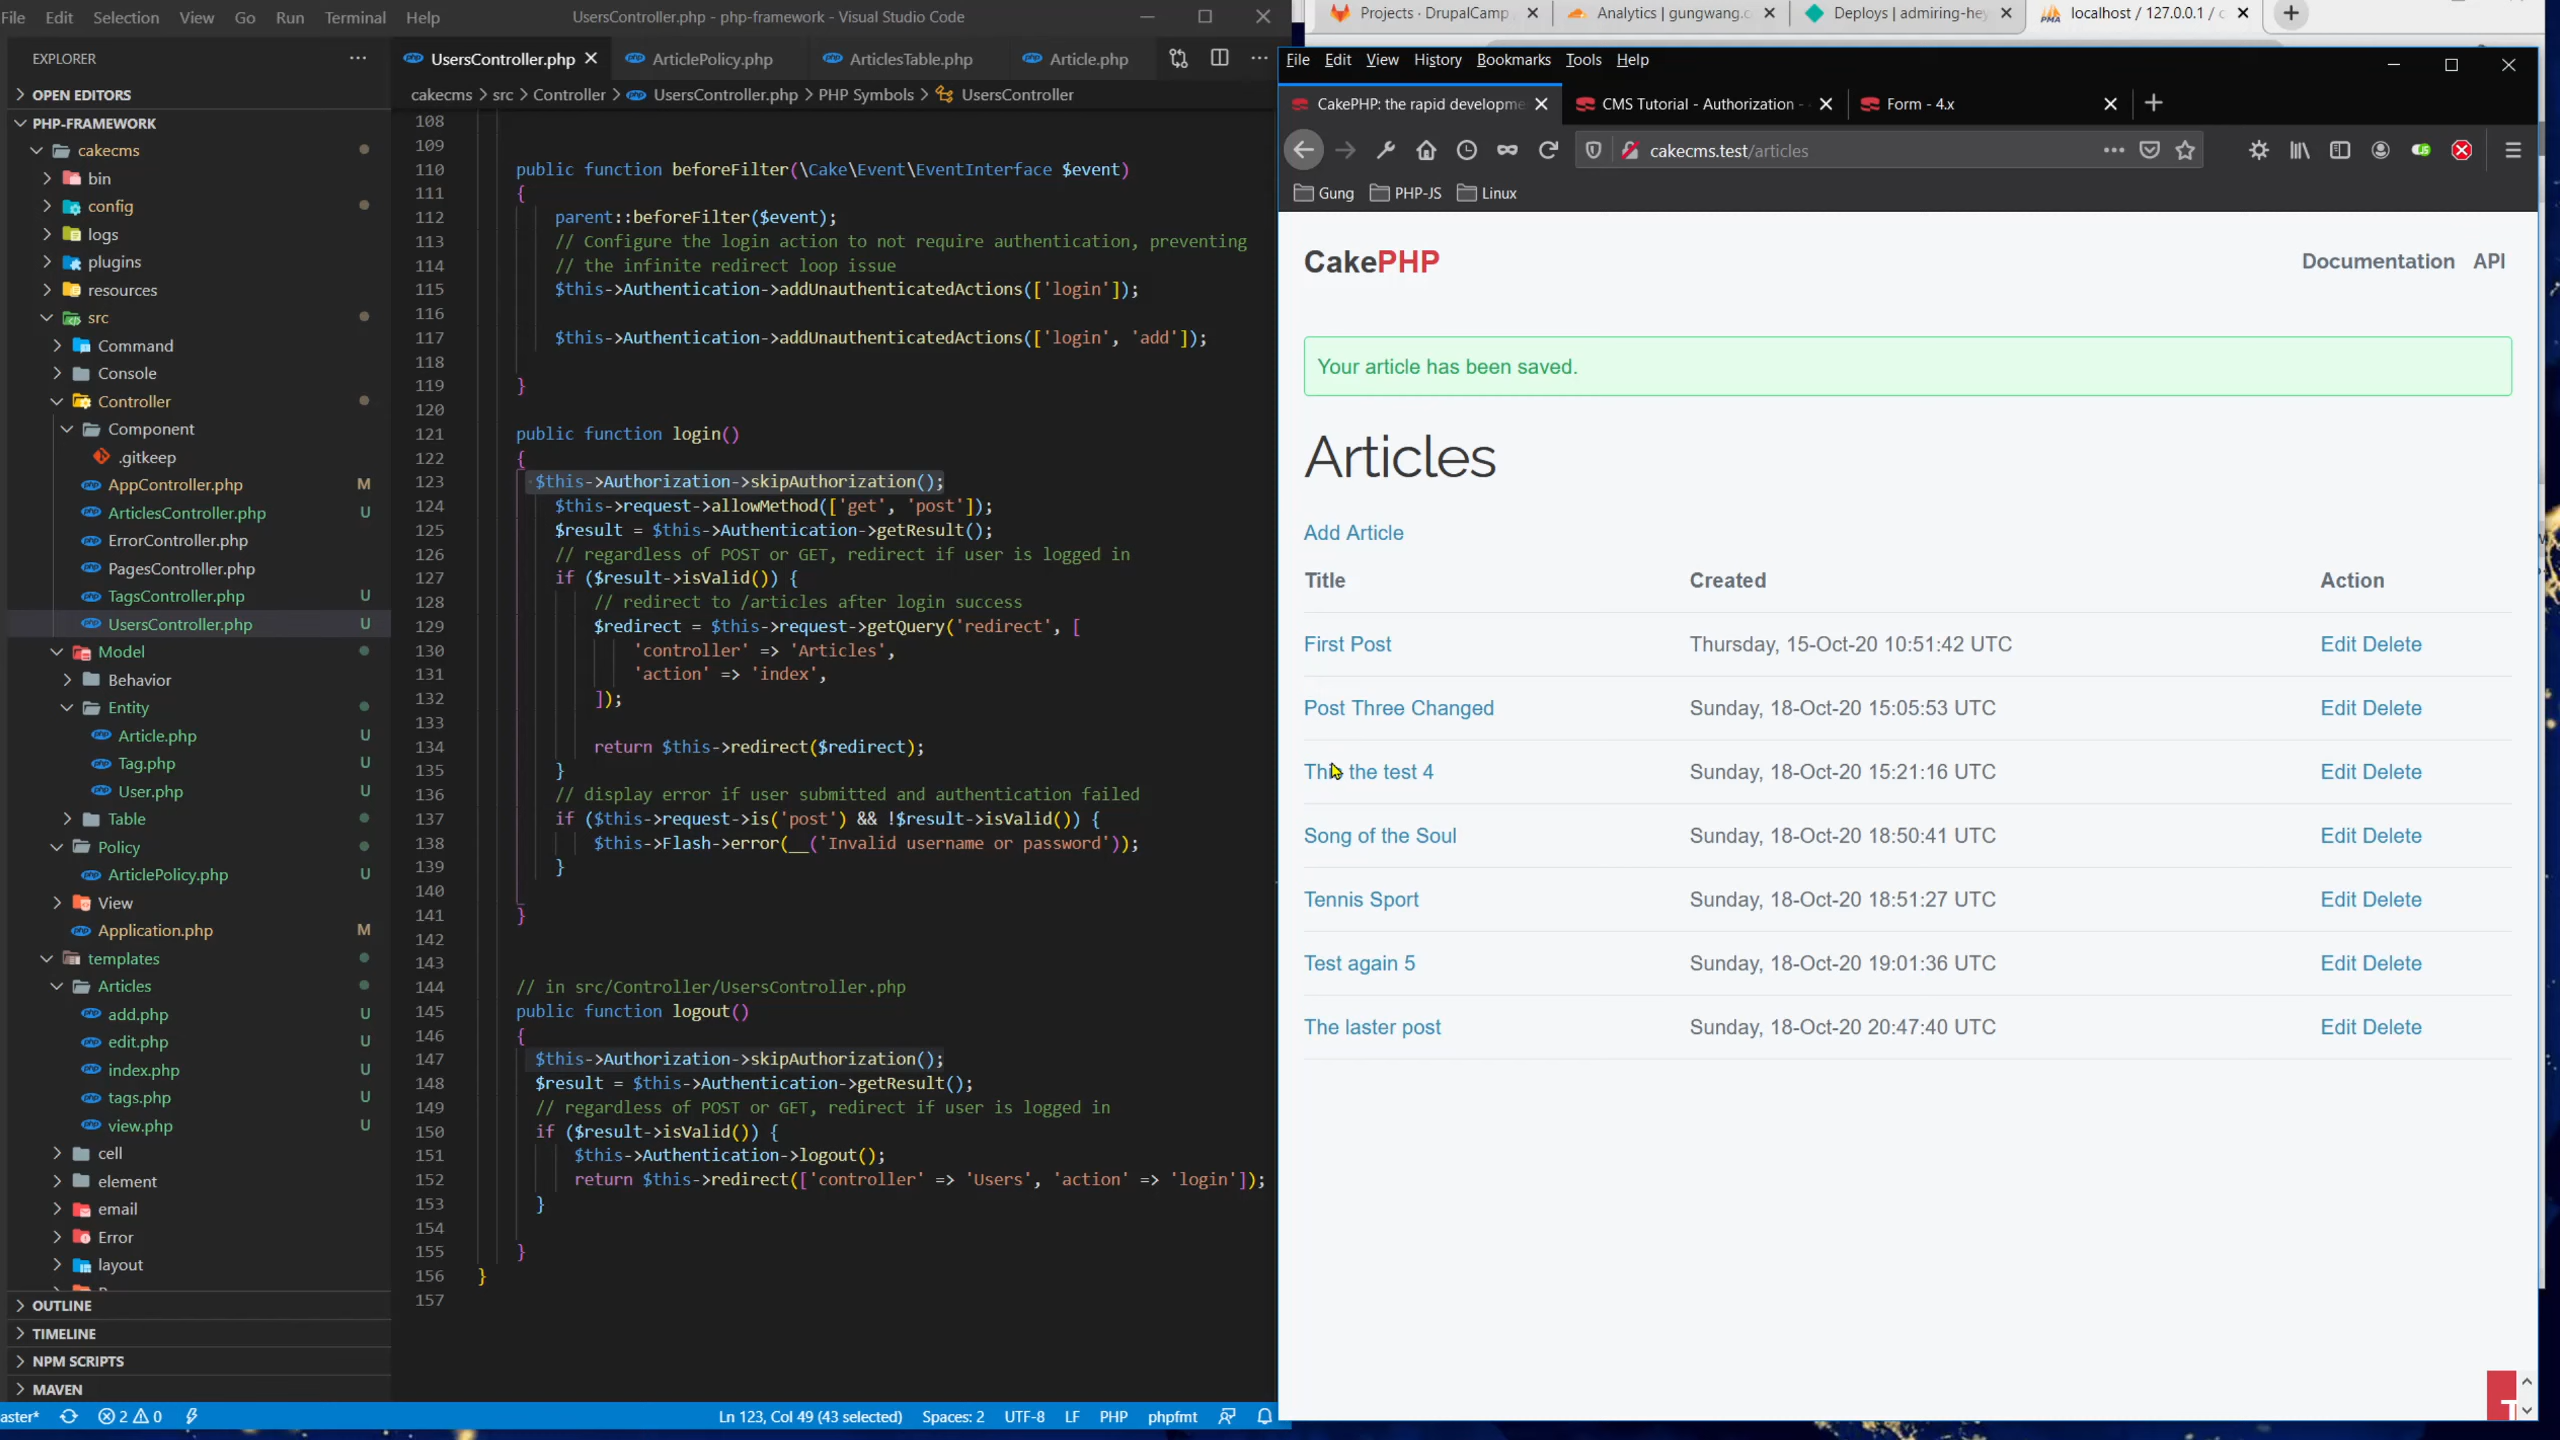 File Edit Selection View Go Run Terminal Help
UsersController.php - php-framework - Visual Studio Code
EXPLORER
OPEN EDITORS
PHP-FRAMEWORK
cakecms
bin
config
logs
plugins
resources
src
Command
Console
Controller
Component
.gitkeep
AppController.php M
ArticlesController.php U
ErrorController.php
PagesController.php
TagsController.php U
UsersController.php U
Model
Behavior
Entity
Article.php U
Tag.php U
User.php U
Table
Policy
ArticlePolicy.php U
View
Application.php M
templates
Articles
add.php U
edit.php U
index.php U
tags.php U
view.php U
cell
element
email
Error
layout
OUTLINE
TIMELINE
NPM SCRIPTS
MAVEN
UsersController.php ArticlePolicy.php ArticlesTable.php Article.php
cakecms > src > Controller > UsersController.php > PHP Symbols > UsersController
108
109
110 public function beforeFilter(\Cake\Event\EventInterface $event)
111 {
112 parent::beforeFilter($event);
113 // Configure the login action to not require authentication, preventing
114 // the infinite redirect loop issue
115 $this->Authentication->addUnauthenticatedActions(['login']);
116
117 $this->Authentication->addUnauthenticatedActions(['login', 'add']);
118
119 }
120
121 public function login()
122 {
123 $this->Authorization->skipAuthorization();
124 $this->request->allowMethod(['get', 'post']);
125 $result = $this->Authentication->getResult();
126 // regardless of POST or GET, redirect if user is logged in
127 if ($result->isValid()) {
128 // redirect to /articles after login success
129 $redirect = $this->request->getQuery('redirect', [
130 'controller' => 'Articles',
131 'action' => 'index',
132 ]);
133
134 return $this->redirect($redirect);
135 }
136 // display error if user submitted and authentication failed
137 if ($this->request->is('post') && !$result->isValid()) {
138 $this->Flash->error(__('Invalid username or password'));
139 }
140
141 }
142
143
144 // in src/Controller/UsersController.php
145 public function logout()
146 {
147 $this->Authorization->skipAuthorization();
148 $result = $this->Authentication->getResult();
149 // regardless of POST or GET, redirect if user is logged in
150 if ($result->isValid()) {
151 $this->Authentication->logout();
152 return $this->redirect(['controller' => 'Users', 'action' => 'login']);
153 }
154
155 }
156 }
157
aster* 2 0 Ln 123, Col 49 (43 selected) Spaces: 2 UTF-8 LF PHP phpfmt
Projects · DrupalCamp Analytics | gungwang.c Deploys | admiring-hey localhost / 127.0.0.1 / c
File Edit View History Bookmarks Tools Help
CakePHP: the rapid developme CMS Tutorial - Authorization - Form - 4.x
cakecms.test/articles
Gung PHP-JS Linux
CakePHP
Documentation API
Your article has been saved.
Articles
Add Article
Title Created Action
First Post Thursday, 15-Oct-20 10:51:42 UTC Edit Delete
Post Three Changed Sunday, 18-Oct-20 15:05:53 UTC Edit Delete
the test 4 Sunday, 18-Oct-20 15:21:16 UTC Edit Delete
Song of the Soul Sunday, 18-Oct-20 18:50:41 UTC Edit Delete
Tennis Sport Sunday, 18-Oct-20 18:51:27 UTC Edit Delete
Test again 5 Sunday, 18-Oct-20 19:01:36 UTC Edit Delete
The laster post Sunday, 18-Oct-20 20:47:40 UTC Edit Delete